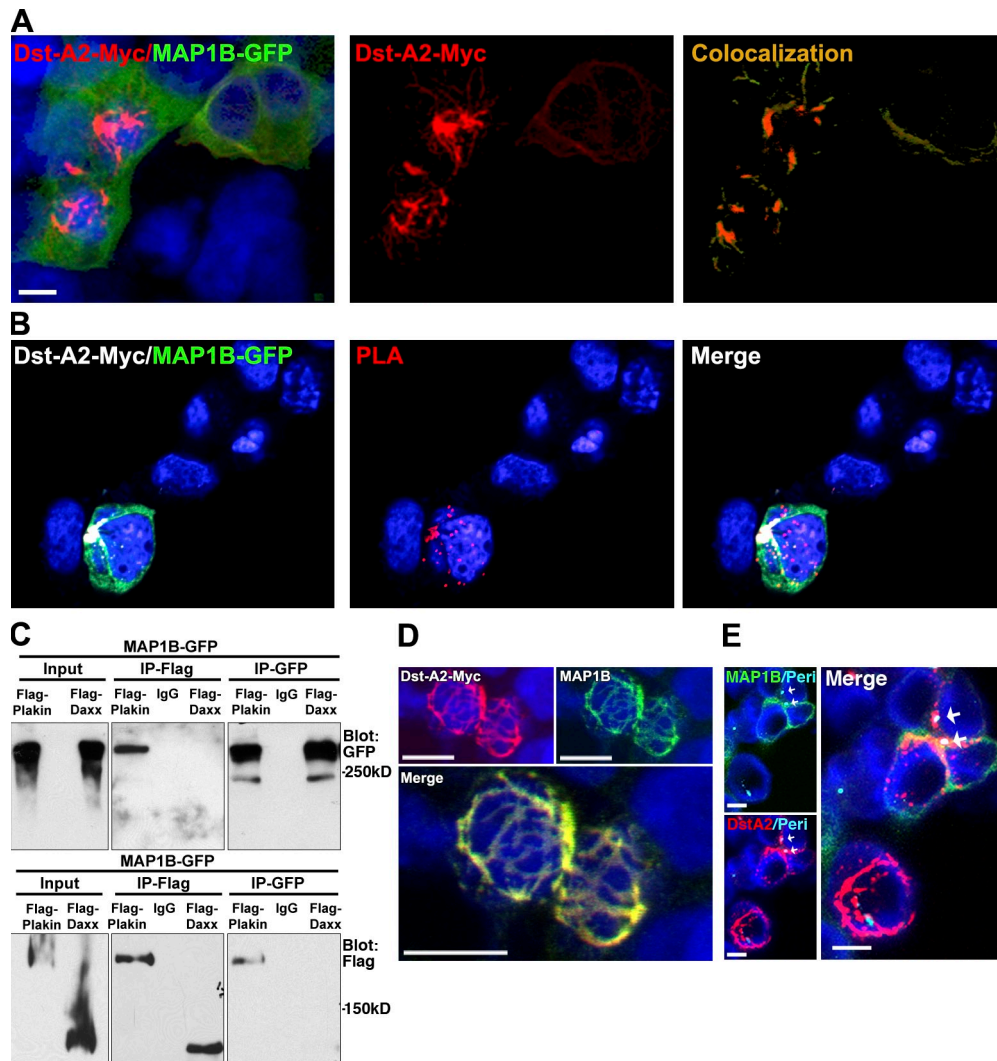 A
Dst-A2-Myc/MAP1B-GFP
Dst-A2-Myc
Colocalization
B
Dst-A2-Myc/MAP1B-GFP
PLA
Merge
C
MAP1B-GFP
Input IP-Flag IP-GFP
Flag-Plakin Flag-Daxx Flag-Plakin IgG Flag-Daxx Flag-Plakin IgG Flag-Daxx
Blot:
GFP
-250kD
MAP1B-GFP
Input IP-Flag IP-GFP
Flag-Plakin Flag-Daxx Flag-Plakin IgG Flag-Daxx Flag-Plakin IgG Flag-Daxx
Blot:
Flag
-150kD
D
Dst-A2-Myc
MAP1B
Merge
E
MAP1B/Peri
DstA2/Peri
Merge